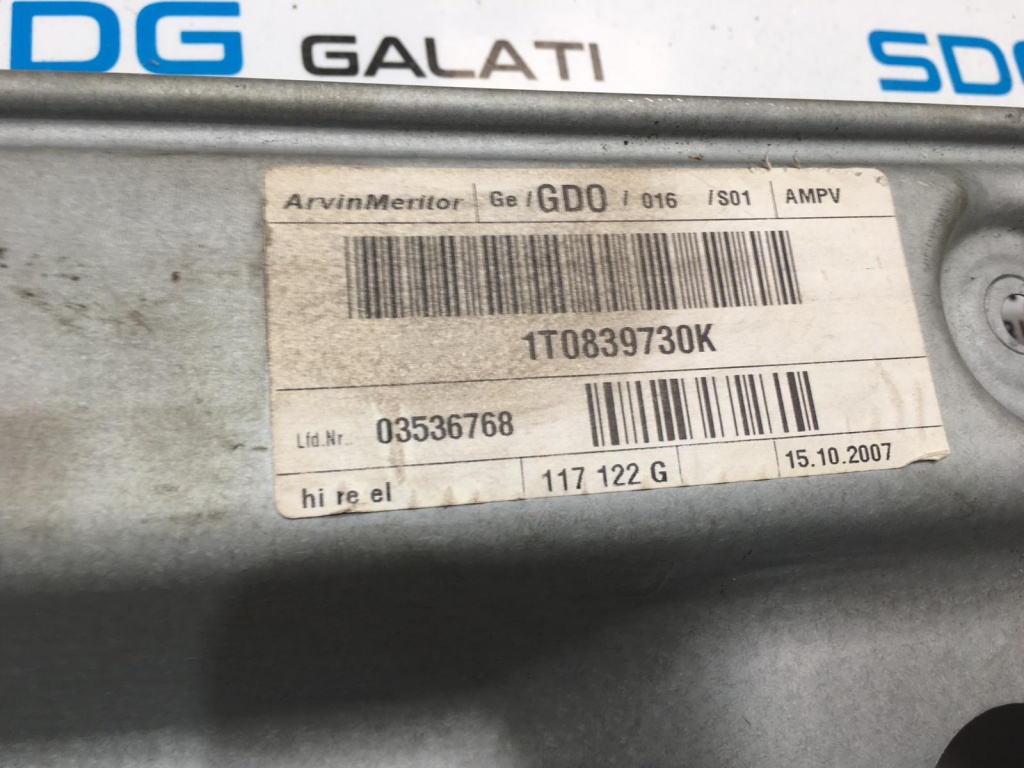 DG GALATI SDG
ArvinMeritor Ge / GDO / 016 /S01 AMPV
1T0839730K
Lfd.Nr.: 03536768
hi re el 117 122 G 15.10.2007